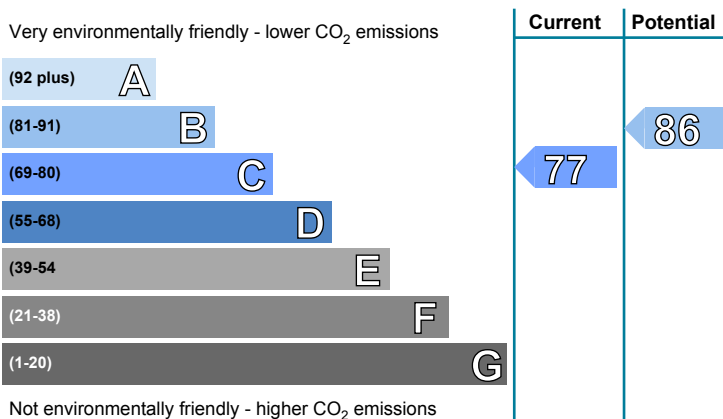 Current Potential
Very environmentally friendly - lower CO2 emissions
(92 plus) A
(81-91) B 86
(69-80) C 77
(55-68) D
(39-54 E
(21-38) F
(1-20) G
Not environmentally friendly - higher CO2 emissions